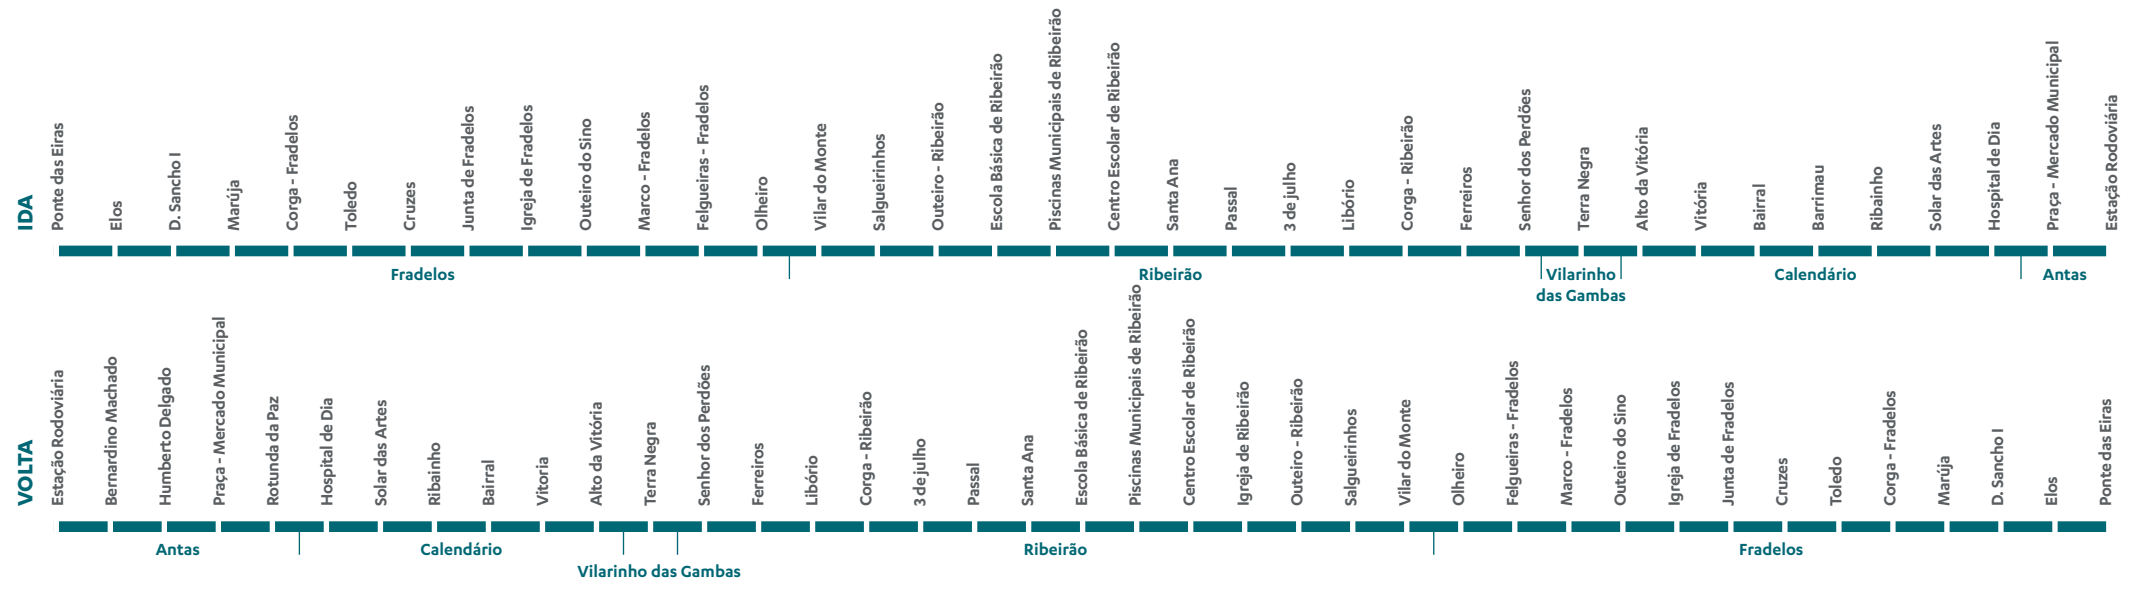 IDA
Ponte das Eiras
Elos
D. Sancho I
Marúja
Corga - Fradelos
Toledo
Cruzes
Junta de Fradelos
Igreja de Fradelos
Outeiro do Sino
Marco - Fradelos
Felgueiras - Fradelos
Olheiro
Vilar do Monte
Salgueirinhos
Outeiro - Ribeirão
Escola Básica de Ribeirão
Piscinas Municipais de Ribeirão
Centro Escolar de Ribeirão
Santa Ana
Passal
3 de julho
Libório
Corga - Ribeirão
Ferreiros
Senhor dos Perdões
Terra Negra
Alto da Vitória
Vitória
Bairral
Barrimau
Ribainho
Solar das Artes
Hospital de Dia
Praça - Mercado Municipal
Estação Rodoviária
Fradelos
Ribeirão
Vilarinho
das Gambas
Calendário
Antas
VOLTA
Estação Rodoviária
Bernardino Machado
Humberto Delgado
Praça - Mercado Municipal
Rotunda da Paz
Hospital de Dia
Solar das Artes
Ribainho
Bairral
Vitoria
Alto da Vitória
Terra Negra
Senhor dos Perdões
Ferreiros
Libório
Corga - Ribeirão
3 de julho
Passal
Santa Ana
Escola Básica de Ribeirão
Piscinas Municipais de Ribeirão
Centro Escolar de Ribeirão
Igreja de Ribeirão
Outeiro - Ribeirão
Salgueirinhos
Vilar do Monte
Olheiro
Felgueiras - Fradelos
Marco - Fradelos
Outeiro do Sino
Igreja de Fradelos
Junta de Fradelos
Cruzes
Toledo
Corga - Fradelos
Marúja
D. Sancho I
Elos
Ponte das Eiras
Antas
Calendário
Vilarinho das Gambas
Ribeirão
Fradelos